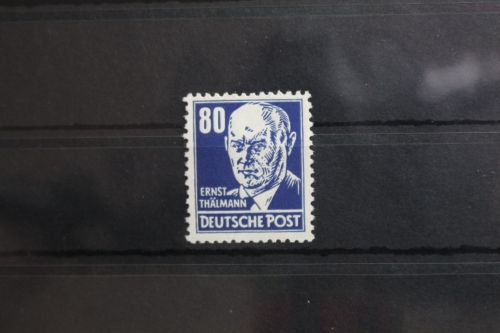 80
ERNST
THÄLMANN
DEUTSCHE POST